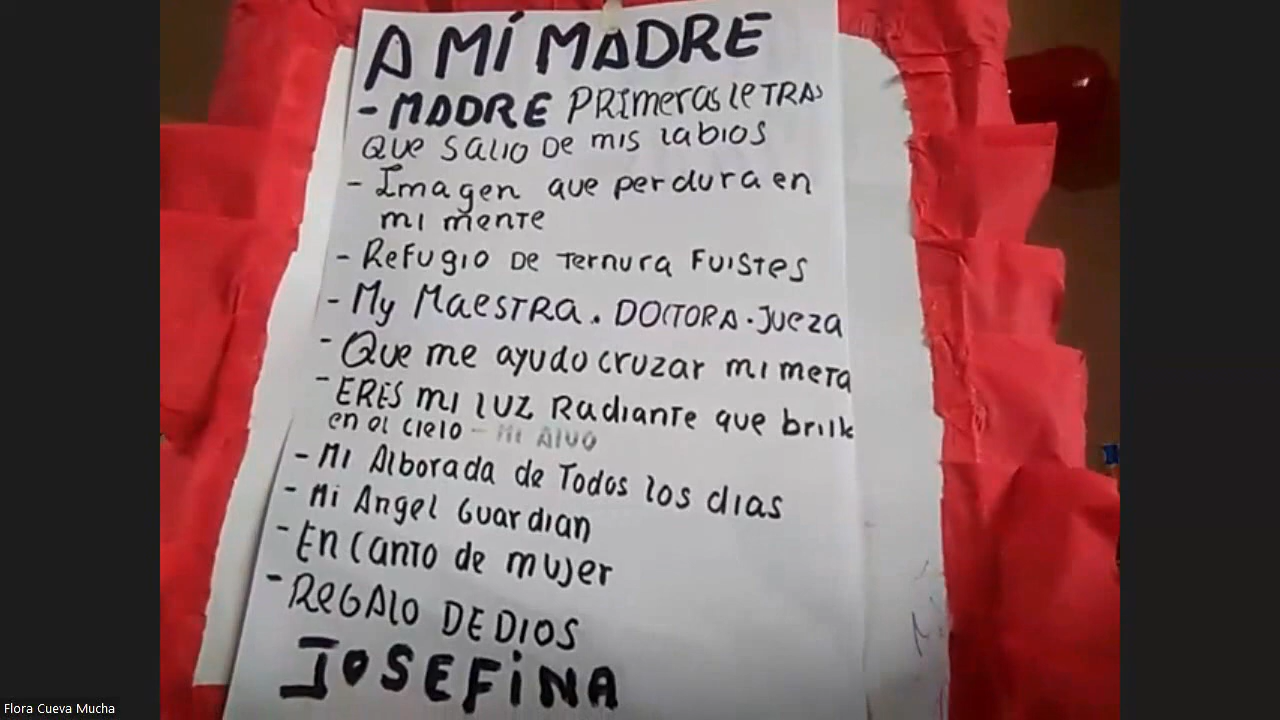 A MÍ MADRE
- MADRE PRimeras LeTRAS
Que SALIO De mis labios
- Imagen que perdura en
mi mente
- ReFugio De Ternura FuisTes
- My MaesTRA. DOCTORA. Jueza
- Que me ayudo cruzar mi meta
- ERES mi luz Radiante que brilla
en el cielo - Mi Alvo
- Mi Alborada de Todos los dias
- Mi Angel Guardian
- Encanto de mujer
- ReGAlo DE DIOS
JOSEFiNA
Flora Cueva Mucha